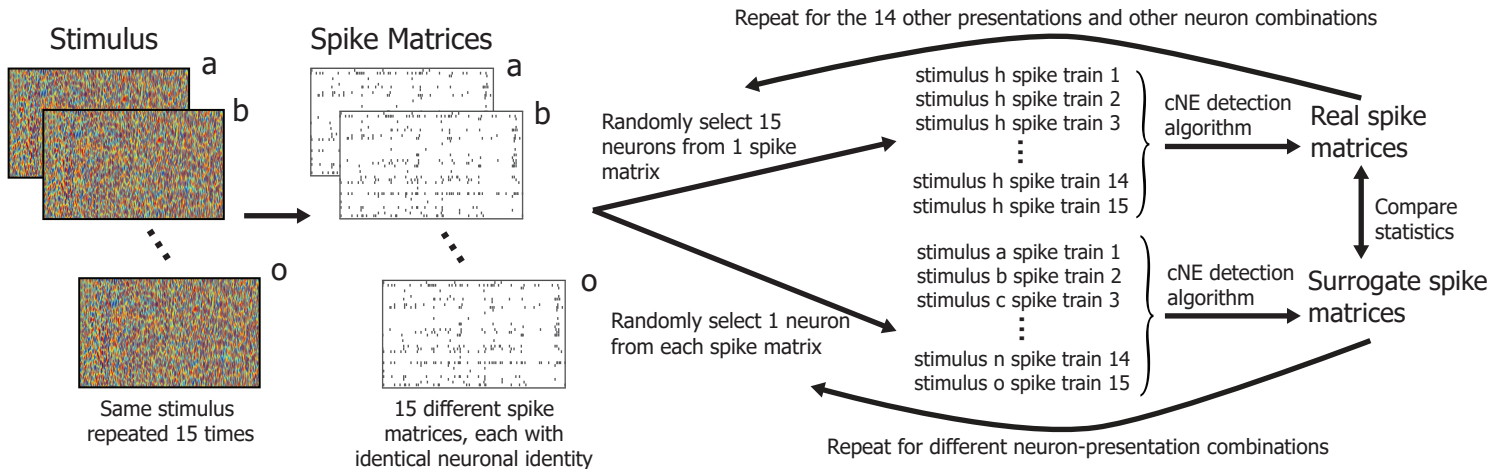 Repeat for the 14 other presentations and other neuron combinations
Stimulus
a
b
o
Same stimulus
repeated 15 times
Spike Matrices
a
b
o
15 different spike
matrices, each with
identical neuronal identity
Randomly select 15
neurons from 1 spike
matrix
stimulus h spike train 1
stimulus h spike train 2
stimulus h spike train 3
stimulus h spike train 14
stimulus h spike train 15
cNE detection
algorithm
Real spike
matrices
Compare
statistics
Randomly select 1 neuron
from each spike matrix
stimulus a spike train 1
stimulus b spike train 2
stimulus c spike train 3
stimulus n spike train 14
stimulus o spike train 15
cNE detection
algorithm
Surrogate spike
matrices
Repeat for different neuron-presentation combinations